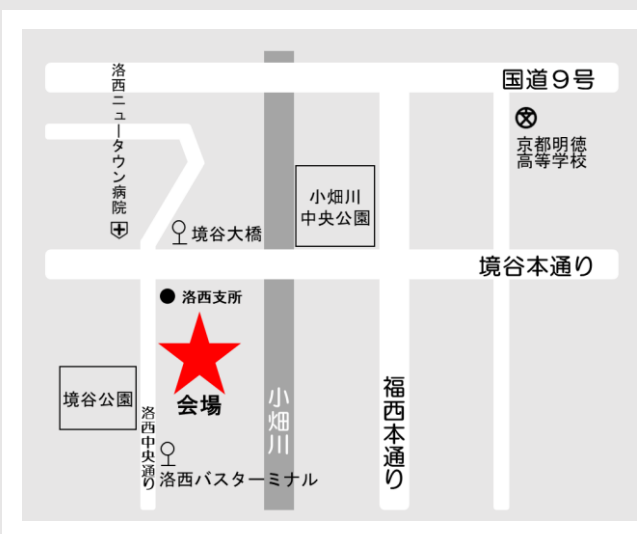 国道9号
洛西ニュータウン病院
京都明徳
高等学校
小畑川
中央公園
境谷大橋
境谷本通り
洛西支所
境谷公園
会場
洛西中央通り
小畑川
福西本通り
洛西バスターミナル